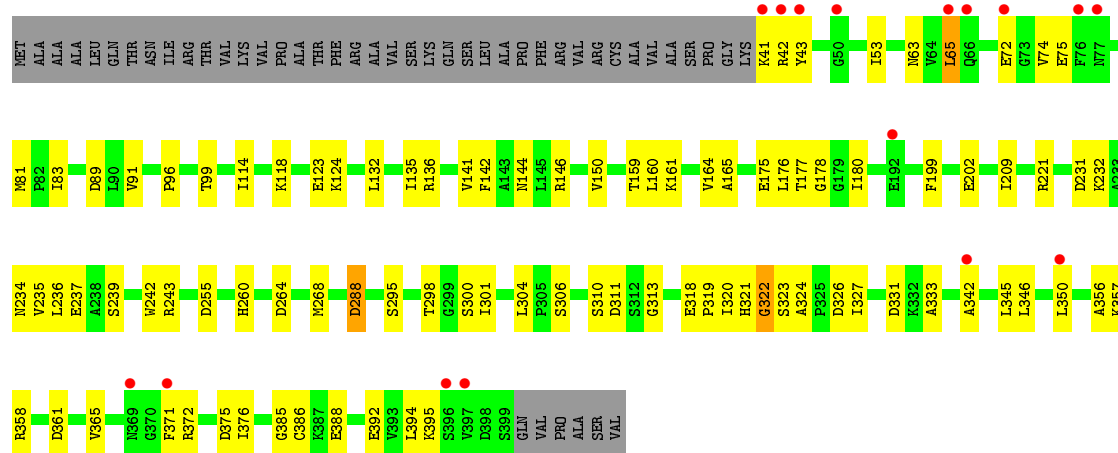 MET ALA ALA ALA LEU GLN THR ASN ILE ARG THR VAL LYS VAL PRO ALA THR PHE ARG ALA VAL SER LYS GLN SER LEU ALA PRO PHE ARG VAL ARG CYS ALA VAL ALA SER PRO GLY LYS K41 R42 Y43 G50 I53 N63 V64 L65 Q66 E72 G73 V74 E75 F76 N77
M81 P82 I83 D89 L90 V91 P96 T99 I114 K118 E123 K124 L132 I135 R136 V141 F142 A143 N144 L145 R146 V150 T159 L160 K161 V164 A165 E175 L176 T177 G178 G179 I180 E192 F199 E202 I209 R221 D231 K232 A233
N234 V235 L236 E237 A238 S239 W242 R243 D255 H260 D264 M268 D288 S295 T298 G299 S300 I301 L304 P305 S306 S310 D311 S312 G313 E318 P319 I320 H321 G322 S323 A324 P325 D326 I327 D331 K332 A333 A342 L345 L346 L350 A356 K357
R358 D361 V365 N369 G370 F371 R372 D375 I376 G385 C386 K387 E388 E392 V393 L394 K395 S396 V397 D398 S399 GLN VAL PRO ALA SER VAL